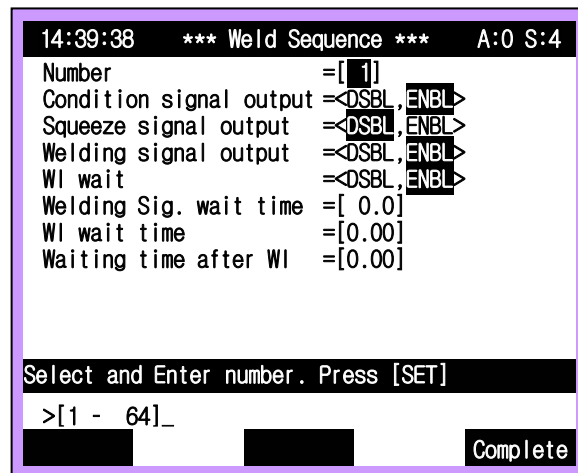 14:39:38 *** Weld Sequence *** A:0 S:4
Number =[ 1]
Condition signal output =<DSBL,ENBL>
Squeeze signal output =<DSBL,ENBL>
Welding signal output =<DSBL,ENBL>
WI wait =<DSBL,ENBL>
Welding Sig. wait time =[ 0.0]
WI wait time =[0.00]
Waiting time after WI =[0.00]
Select and Enter number. Press [SET]
>[1 - 64]_
Complete